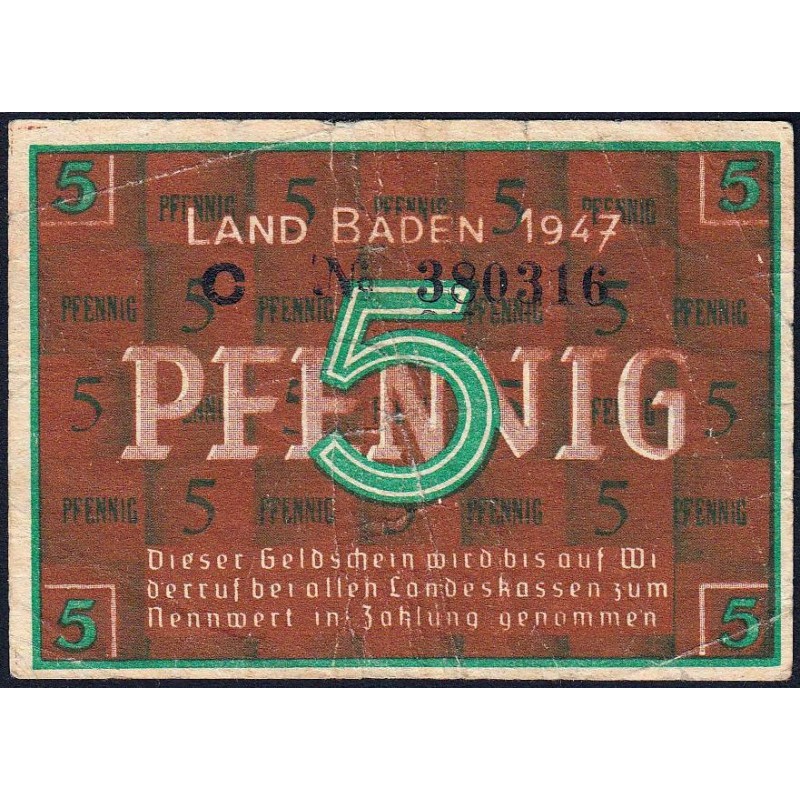 5 PFENNIG 5 PFENNIG 5 PFENNIG 5
LAND BADEN 1947
C № 380316
PFENNIG 5 PFENNIG PFENNIG 5 PFENNIG
5
PFENNIG
5 5
PFENNIG 5 PFENNIG 5 PFENNIG 5 PFENNIG
Dieser Geldschein wird bis auf Wi
derruf bei allen Landeskassen zum
Nennwert in Zahlung genommen
5 5